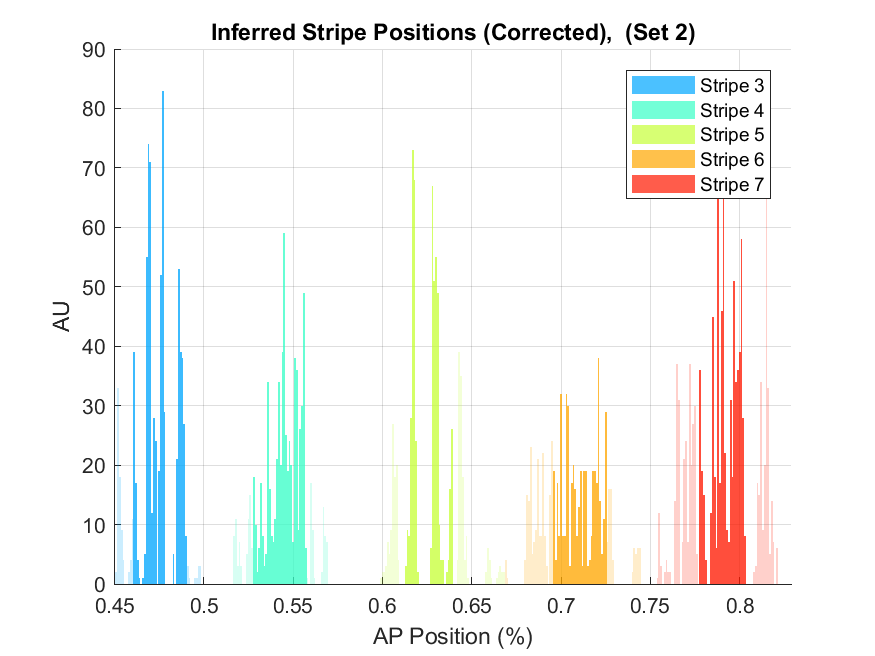 Inferred Stripe Positions (Corrected),  (Set 2)
90
80
70
60
50
40
30
20
10
0
AU
Stripe 3
Stripe 4
Stripe 5
Stripe 6
Stripe 7
0.45 0.5 0.55 0.6 0.65 0.7 0.75 0.8
AP Position (%)